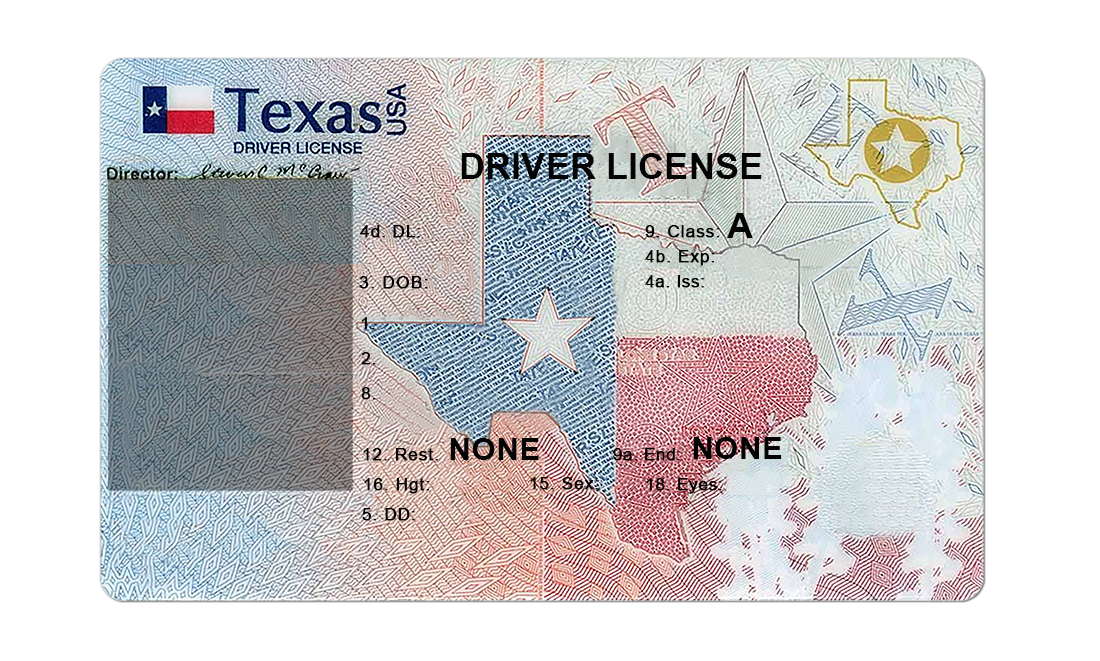 Texas USA
DRIVER LICENSE
DRIVER LICENSE
Director: Steven C McCraw
4d. DL:
9. Class: A
4b. Exp:
3. DOB:
4a. Iss:
1.
2.
8.
12. Rest. NONE
9a. End. NONE
16. Hgt:
15. Sex:
18. Eyes:
5. DD: